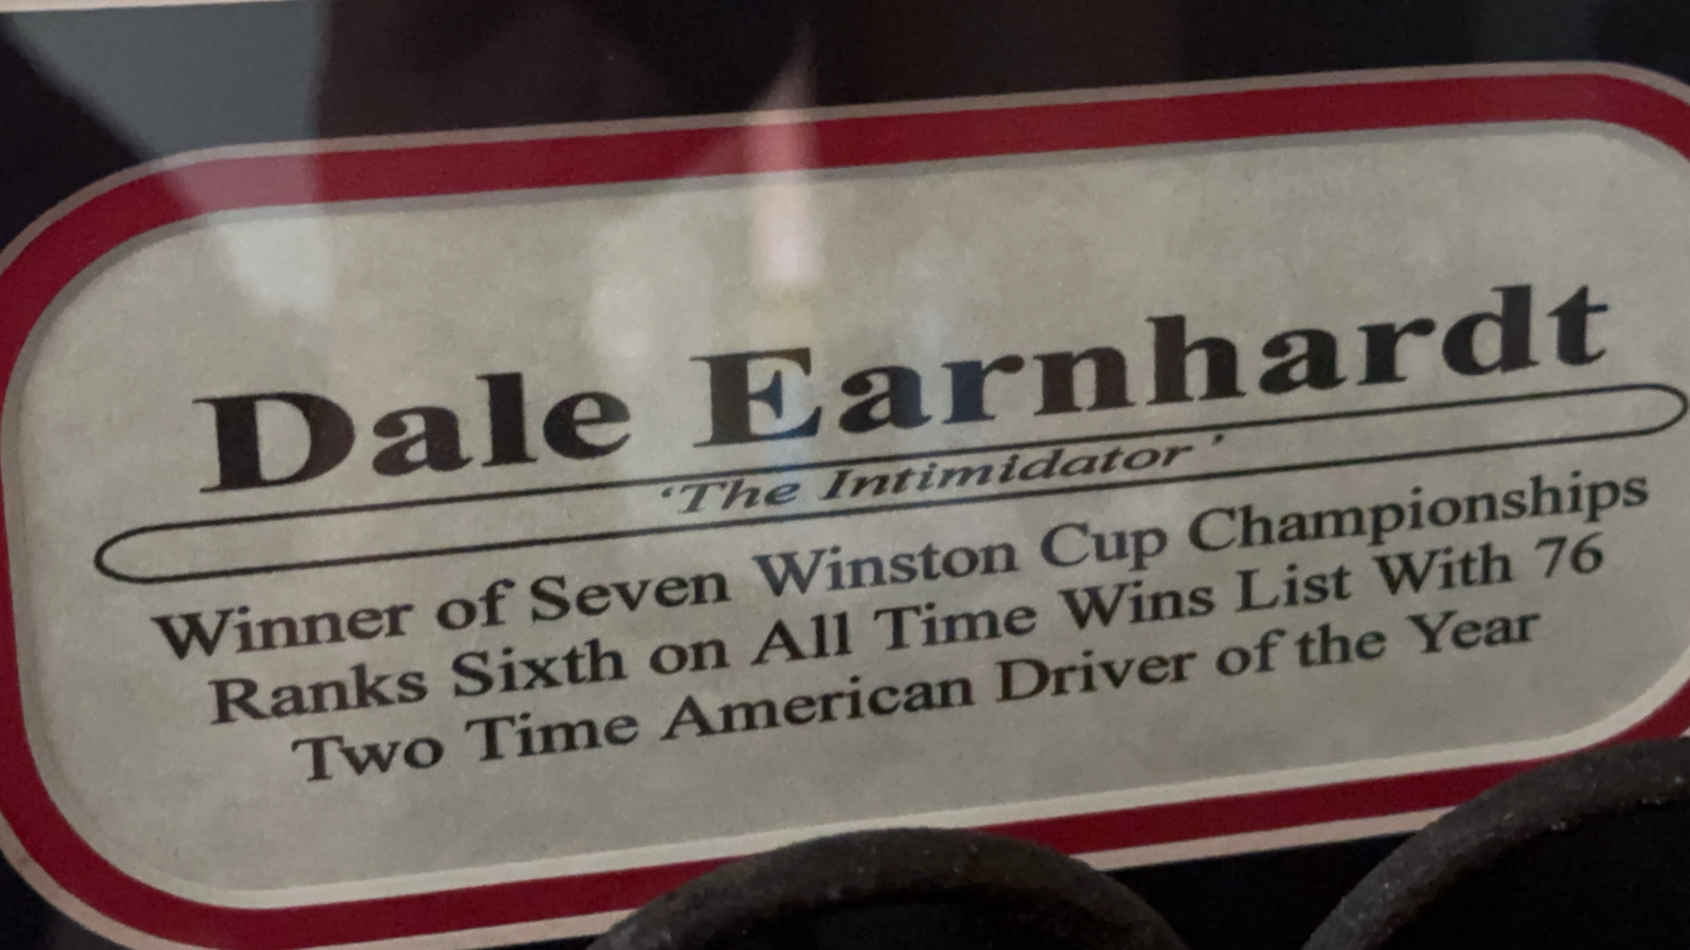 Dale Earnhardt
‘The Intimidator’
Winner of Seven Winston Cup Championships
Ranks Sixth on All Time Wins List With 76
Two Time American Driver of the Year